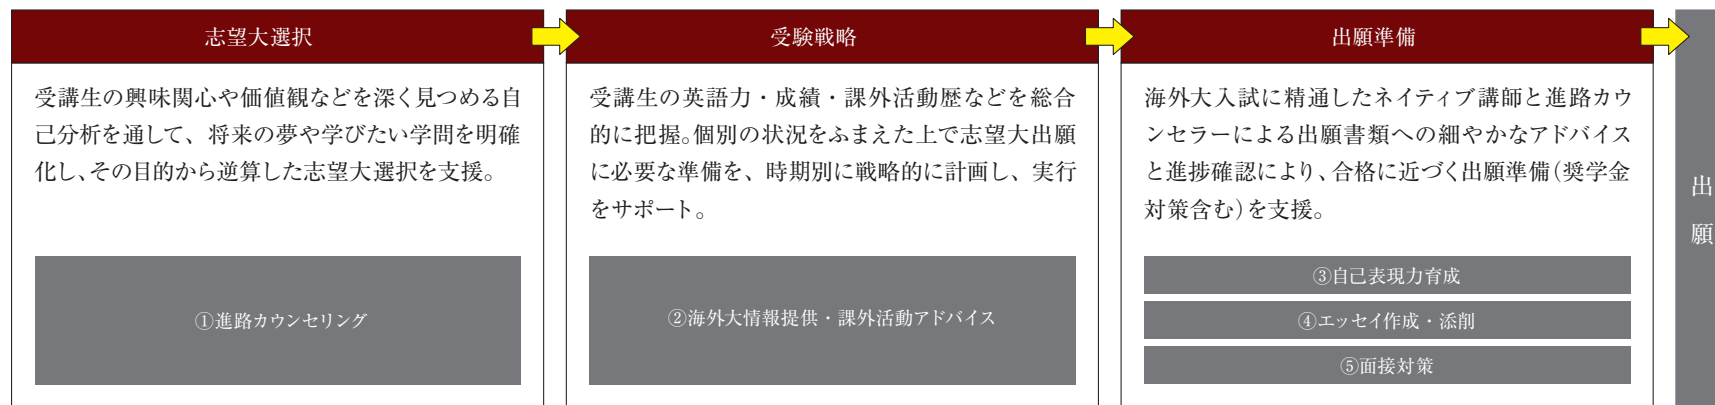 志望大選択
受講生の興味関心や価値観などを深く見つめる自
己分析を通して、将来の夢や学びたい学問を明確
化し、その目的から逆算した志望大選択を支援。
①進路カウンセリング
受験戦略
受講生の英語力・成績・課外活動歴などを総合
的に把握。個別の状況をふまえた上で志望大出願
に必要な準備を、時期別に戦略的に計画し、実行
をサポート。
②海外大情報提供・課外活動アドバイス
出願準備
海外大入試に精通したネイティブ講師と進路カウ
ンセラーによる出願書類への細やかなアドバイス
と進捗確認により、合格に近づく出願準備（奨学金
対策含む）を支援。
③自己表現力育成
④エッセイ作成・添削
⑤面接対策
出願